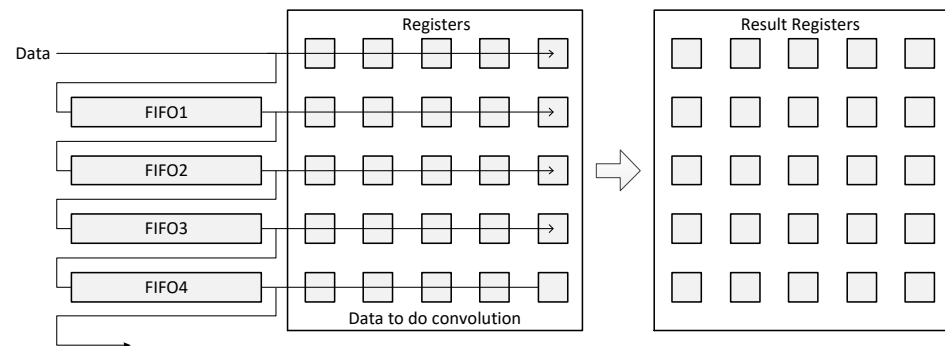 Registers
Result Registers
Data
FIFO1
FIFO2
FIFO3
FIFO4
Data to do convolution